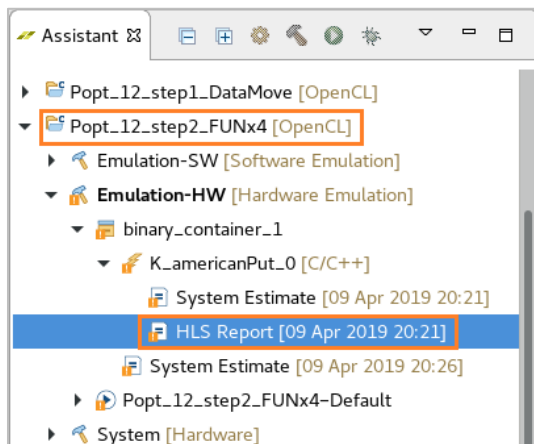 Assistant
Popt_12_step1_DataMove [OpenCL]
Popt_12_step2_FUNx4 [OpenCL]
Emulation-SW [Software Emulation]
Emulation-HW [Hardware Emulation]
binary_container_1
K_americanPut_0 [C/C++]
System Estimate [09 Apr 2019 20:21]
HLS Report [09 Apr 2019 20:21]
System Estimate [09 Apr 2019 20:26]
Popt_12_step2_FUNx4-Default
System [Hardware]